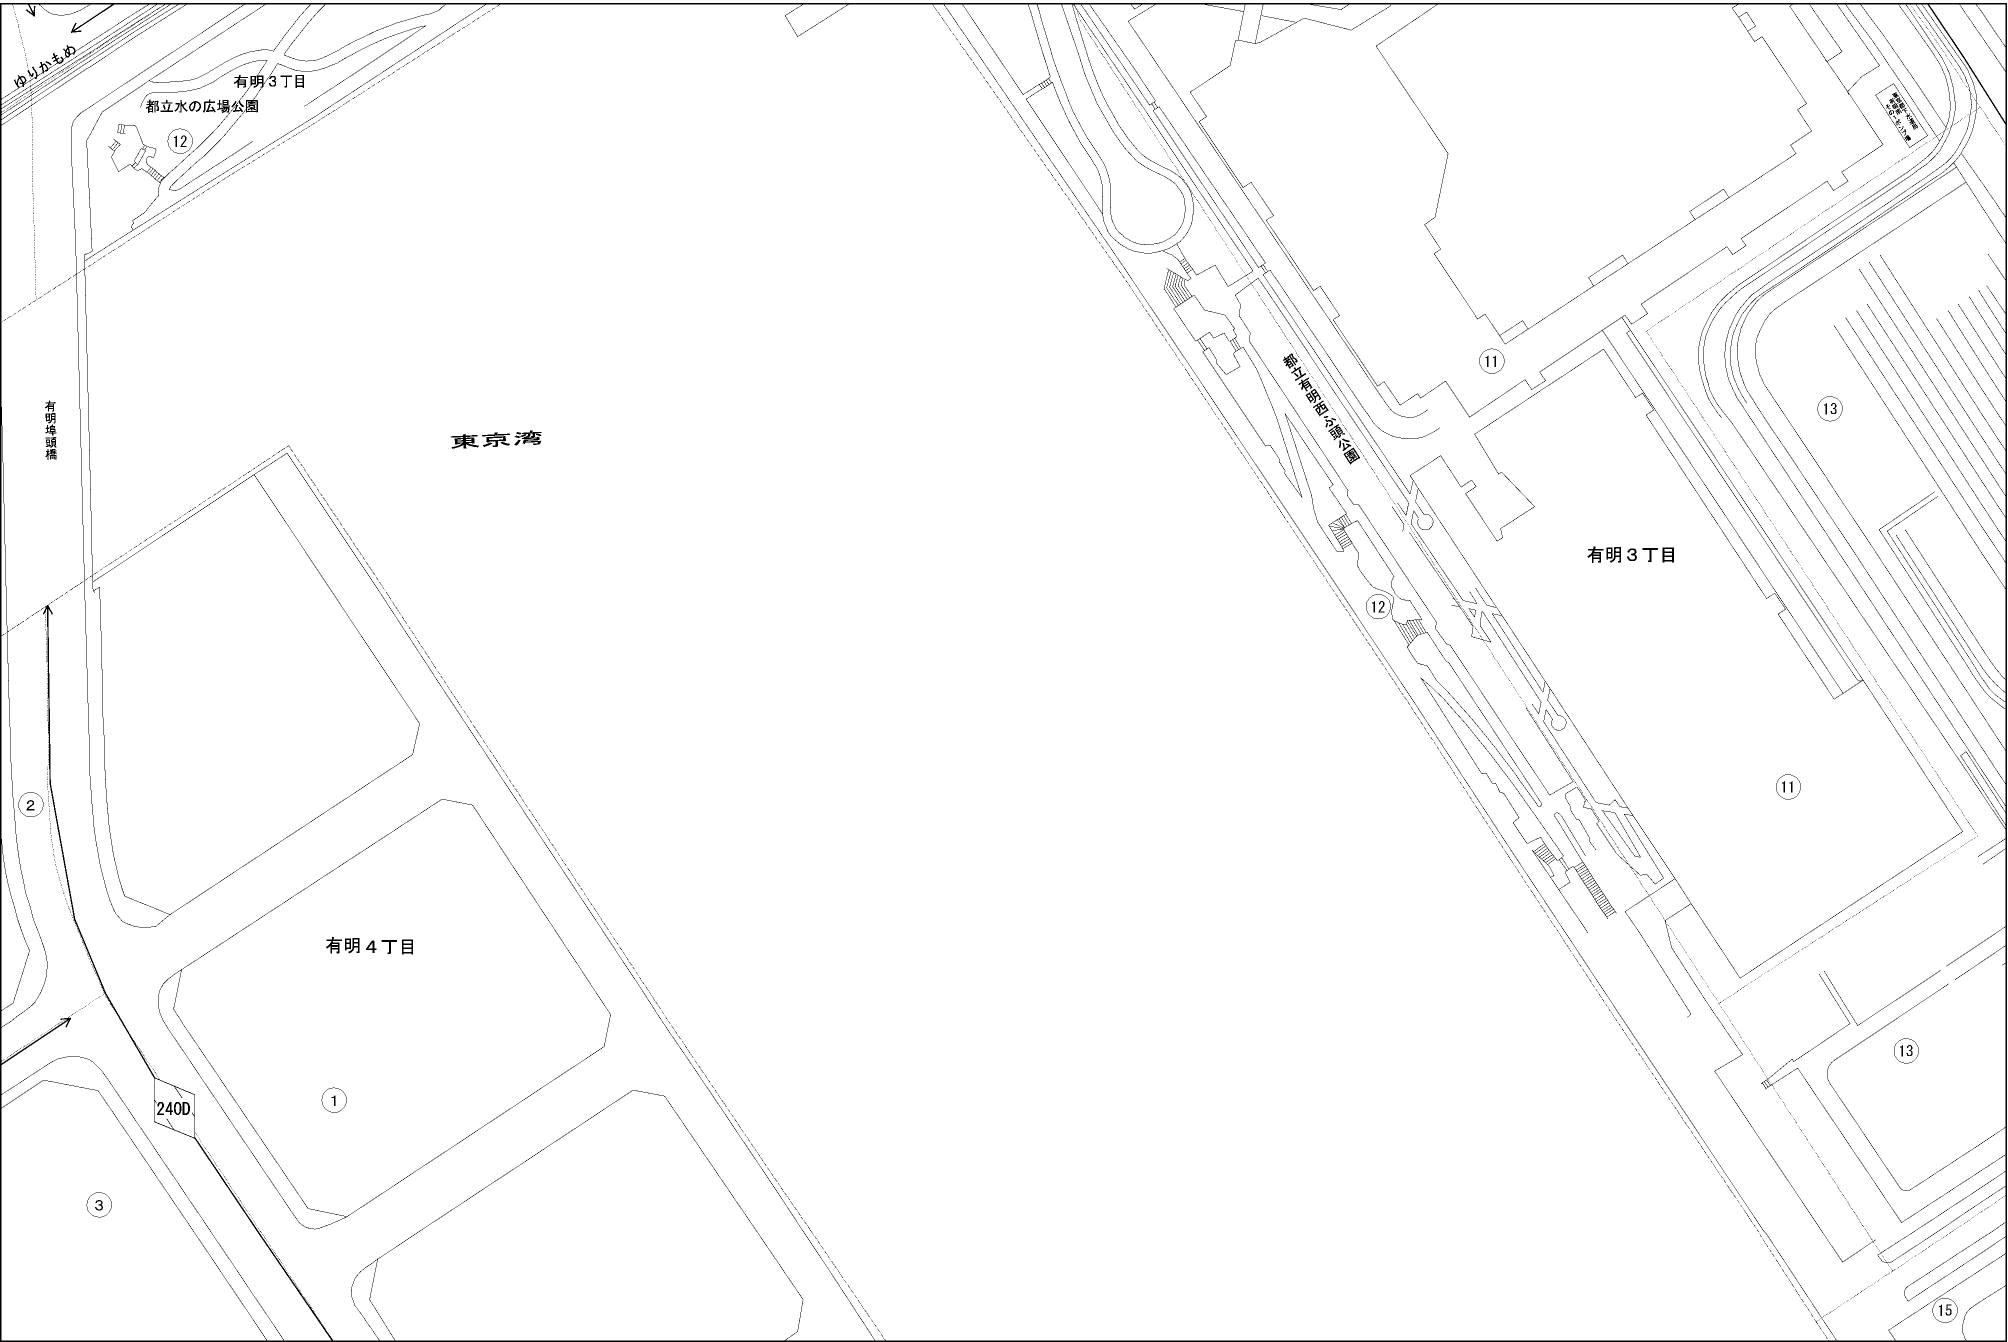 ゆりかもめ
有明３丁目
都立水の広場公園
12
有明埠頭橋
東京湾
都立有明西ふ頭公園
11
13
有明３丁目
12
2
11
有明４丁目
13
1
240D
3
15